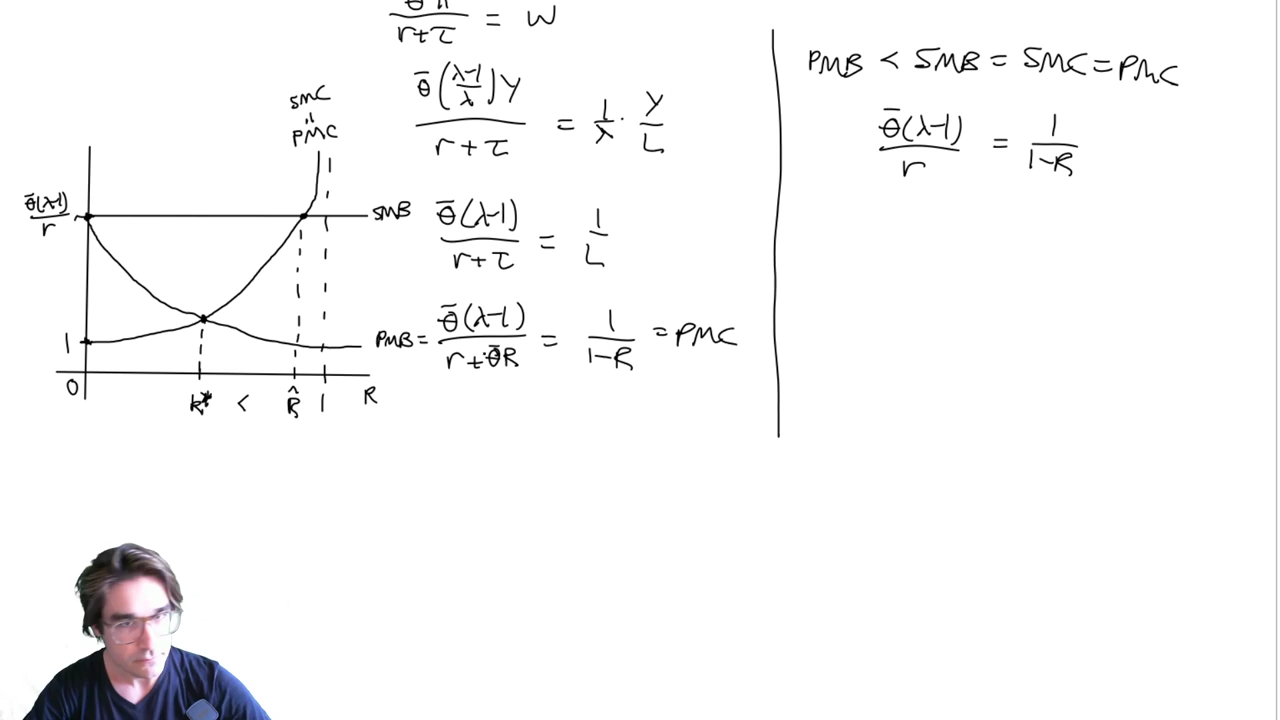 θ̄π / r+τ = w
θ̄(λ-1/λ)Y / r+τ = 1/λ · Y/L
θ̄(λ-1) / r+τ = 1/L
PMB = θ̄(λ-1) / r+θ̄R = 1 / 1-R = PMC
SMC
"
PMC
θ̄(λ-1) / r
SMB
1
0
R* < R̂ 1 R
PMB < SMB = SMC = PMC
θ̄(λ-1) / r = 1 / 1-R